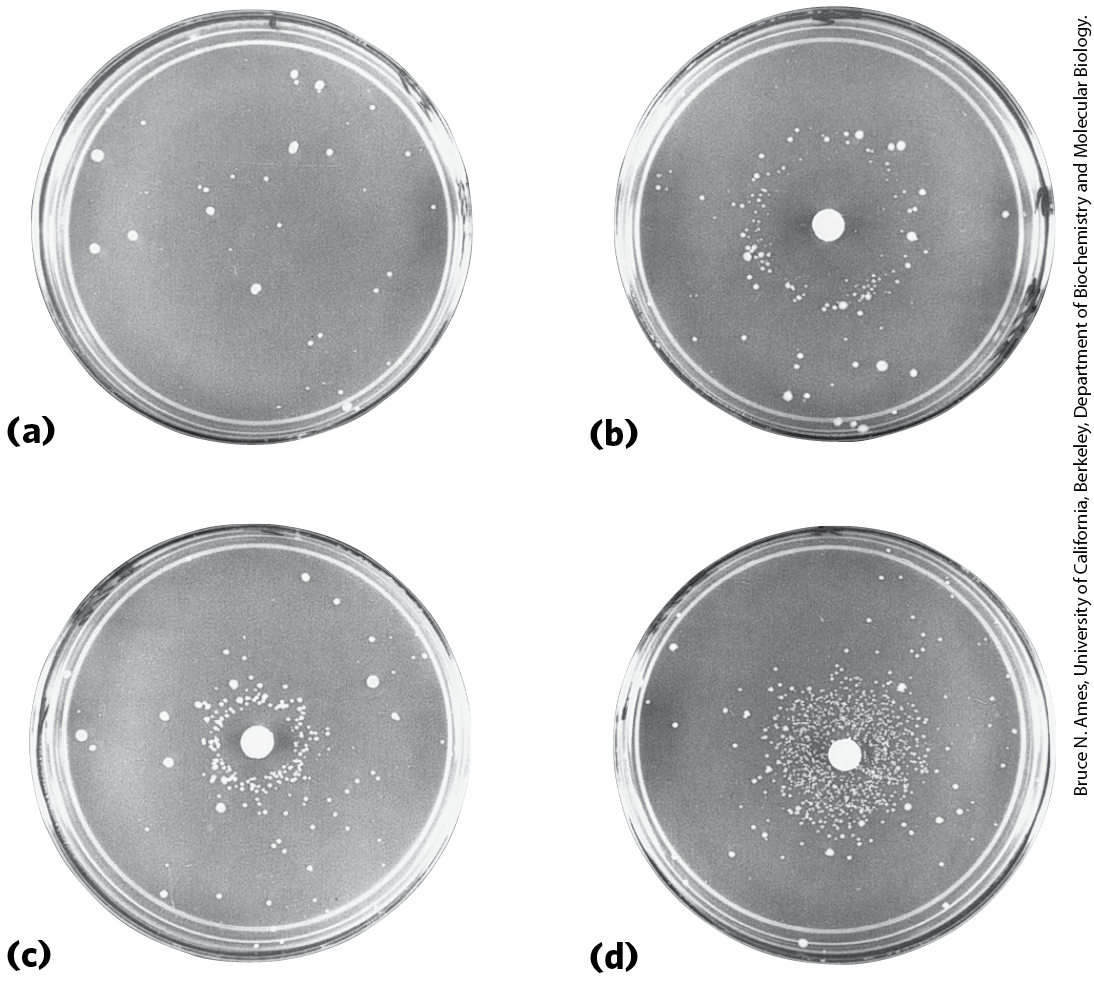 (a)
(b)
(c)
(d)
Bruce N. Ames, University of California, Berkeley, Department of Biochemistry and Molecular Biology.